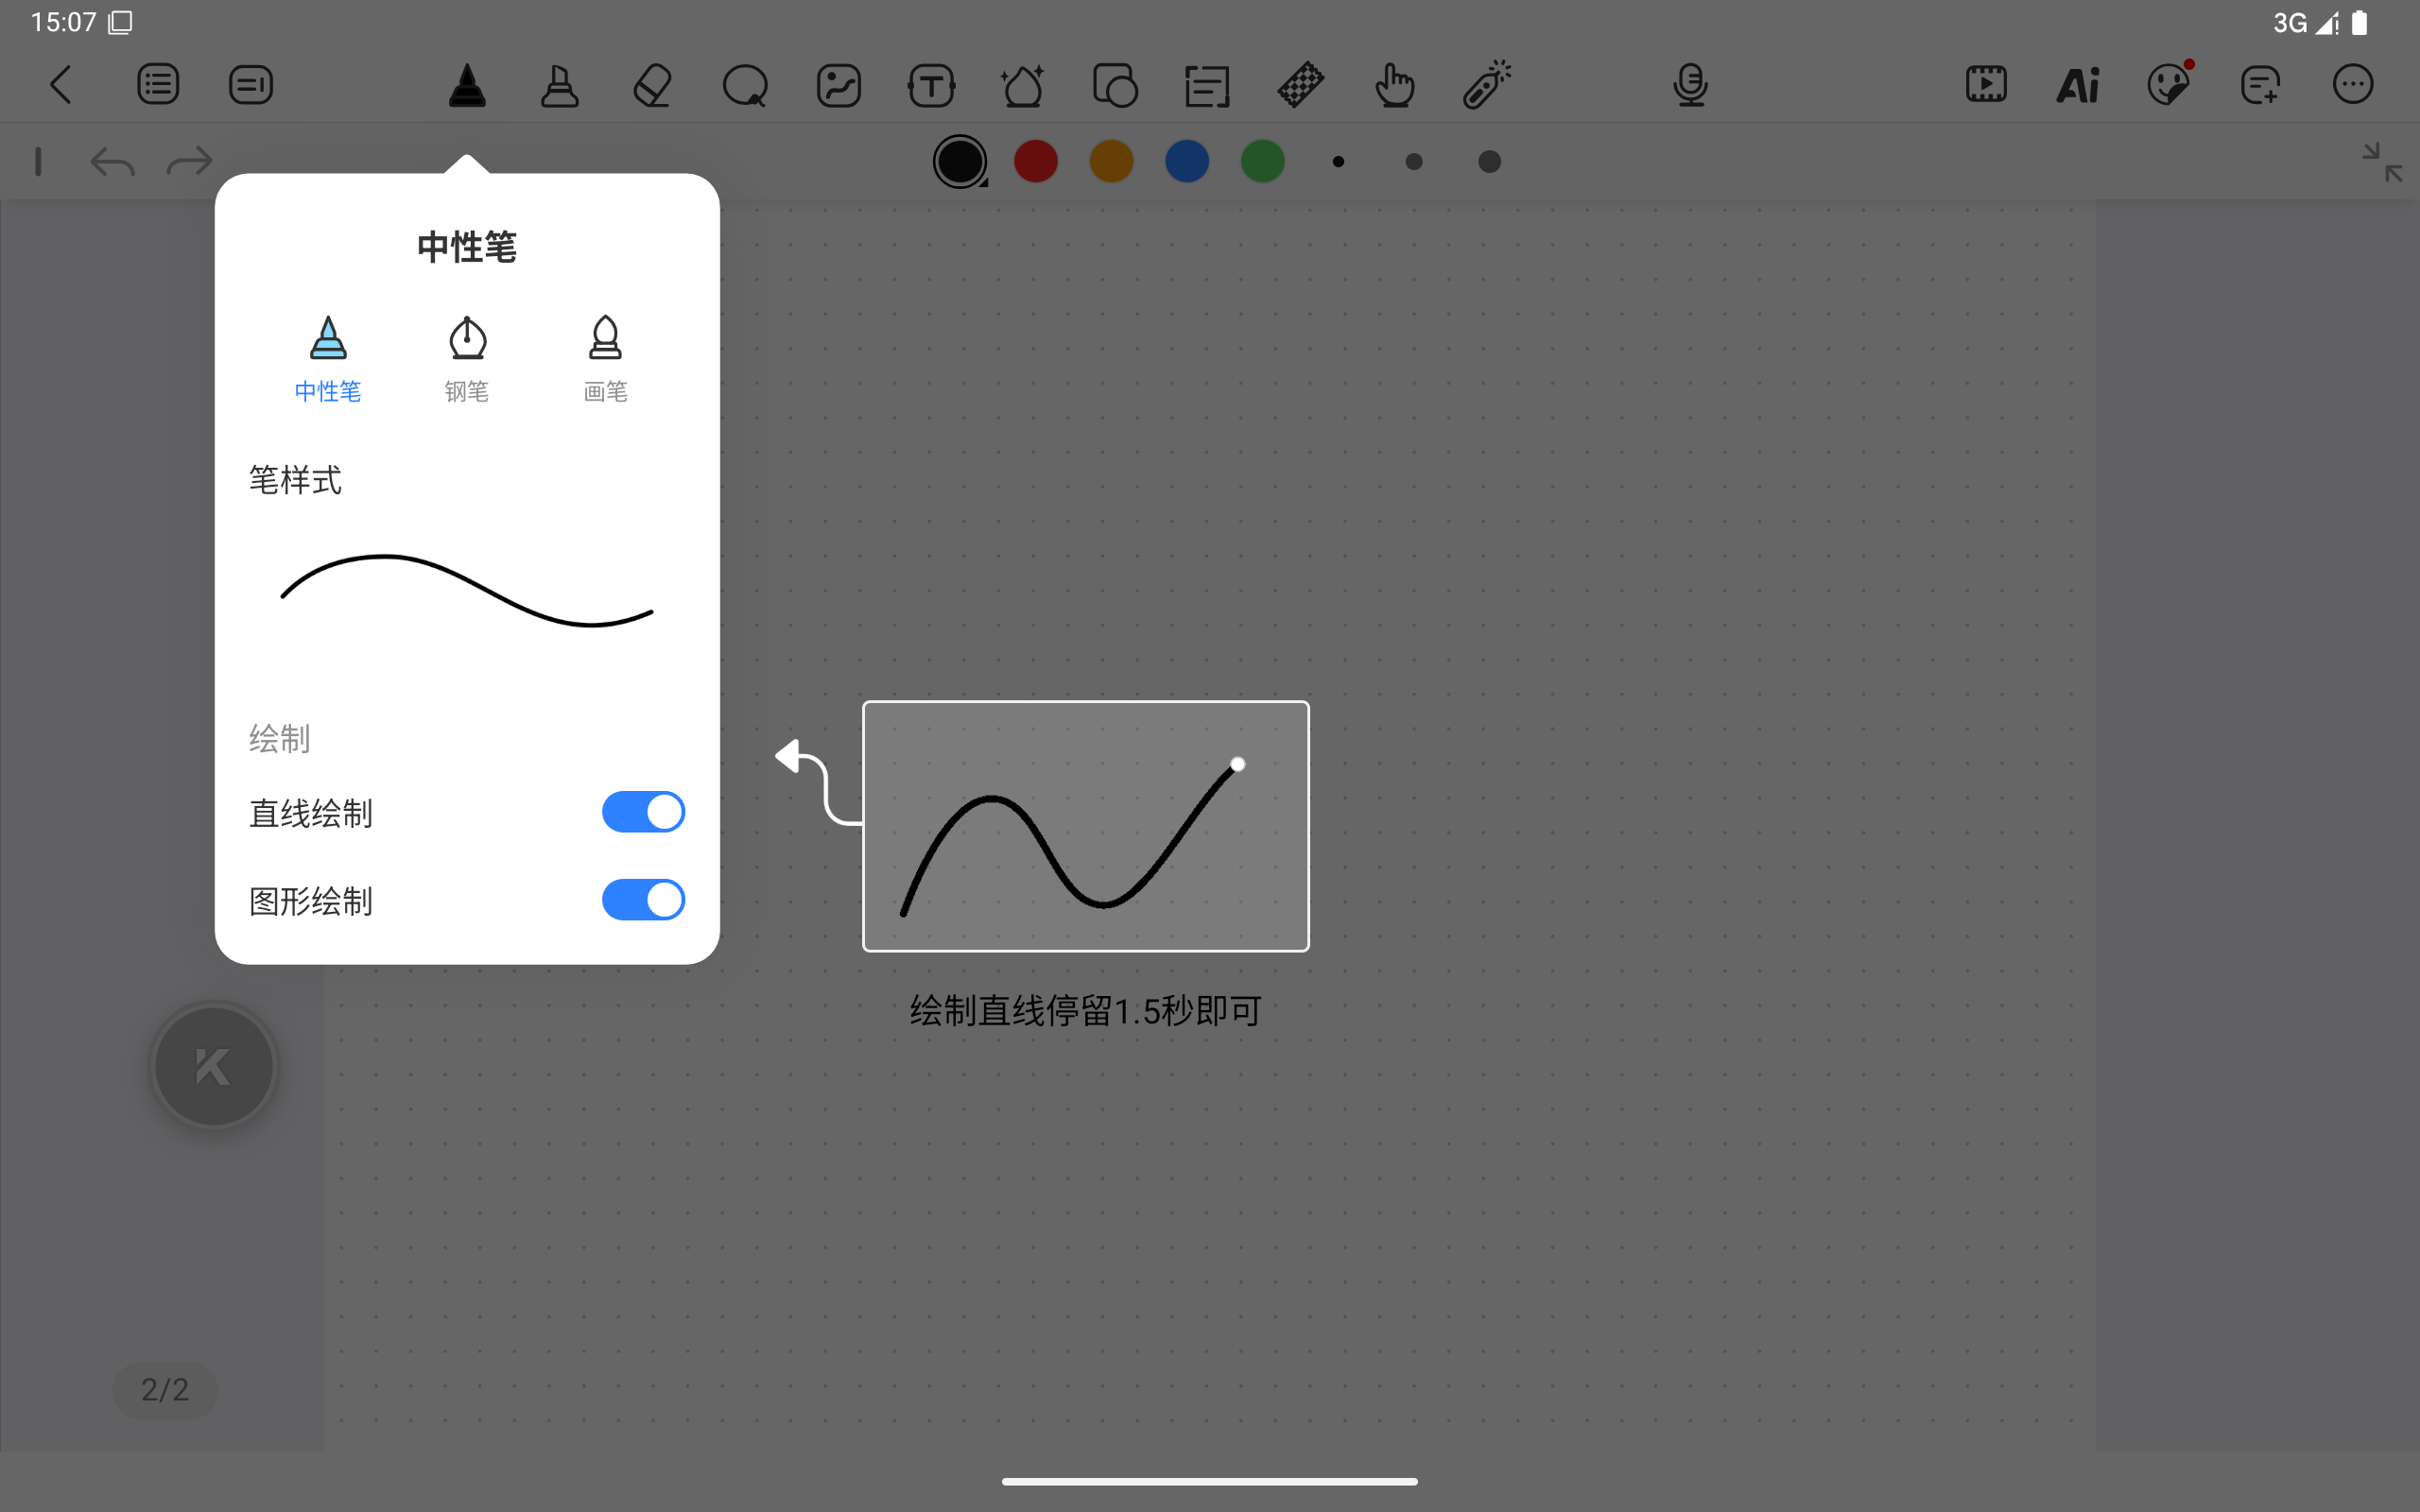 15:07
3G
T
Ai
中性笔
中性笔 钢笔 画笔
笔样式
绘制
直线绘制
图形绘制
绘制直线停留1.5秒即可
K
2/2